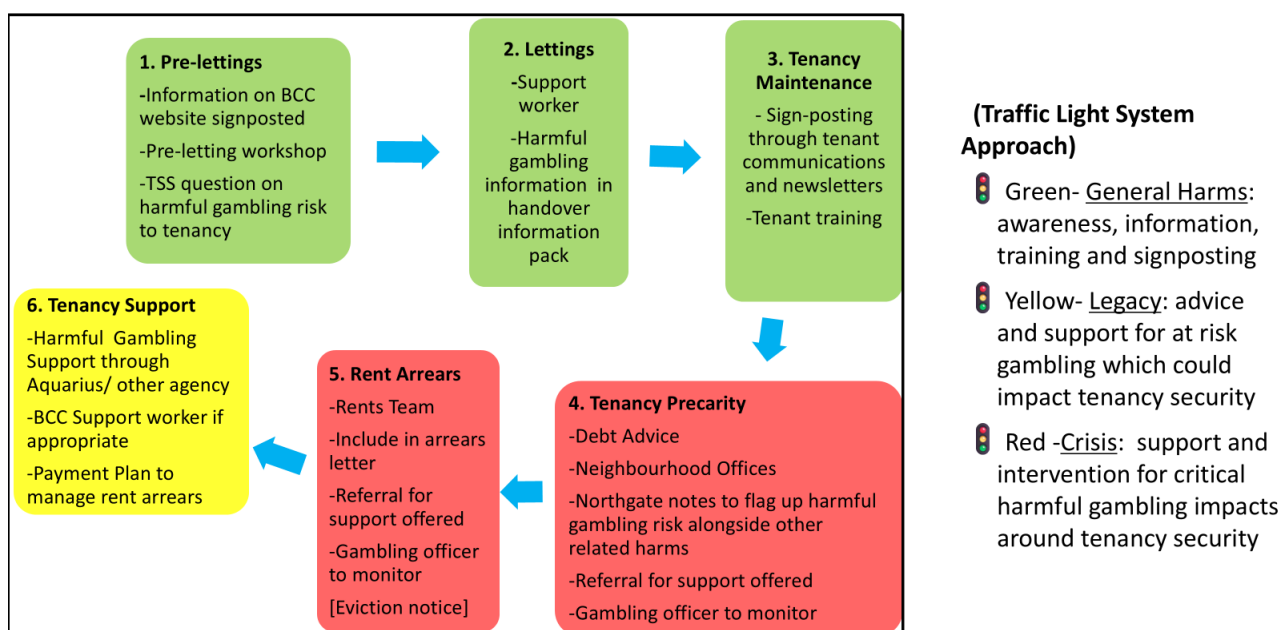 1. Pre-lettings
-Information on BCC
website signposted
-Pre-letting workshop
-TSS question on
harmful gambling risk
to tenancy
2. Lettings
-Support
worker
-Harmful
gambling
information in
handover
information
pack
3. Tenancy
Maintenance
- Sign-posting
through tenant
communications
and newsletters
-Tenant training
4. Tenancy Precarity
-Debt Advice
-Neighbourhood Offices
-Northgate notes to flag up harmful
gambling risk alongside other
related harms
-Referral for support offered
-Gambling officer to monitor
5. Rent Arrears
-Rents Team
-Include in arrears
letter
-Referral for
support offered
-Gambling officer
to monitor
[Eviction notice]
6. Tenancy Support
-Harmful Gambling
Support through
Aquarius/ other agency
-BCC Support worker if
appropriate
-Payment Plan to
manage rent arrears
(Traffic Light System
Approach)
Green- General Harms:
awareness, information,
training and signposting
Yellow- Legacy: advice
and support for at risk
gambling which could
impact tenancy security
Red -Crisis: support and
intervention for critical
harmful gambling impacts
around tenancy security